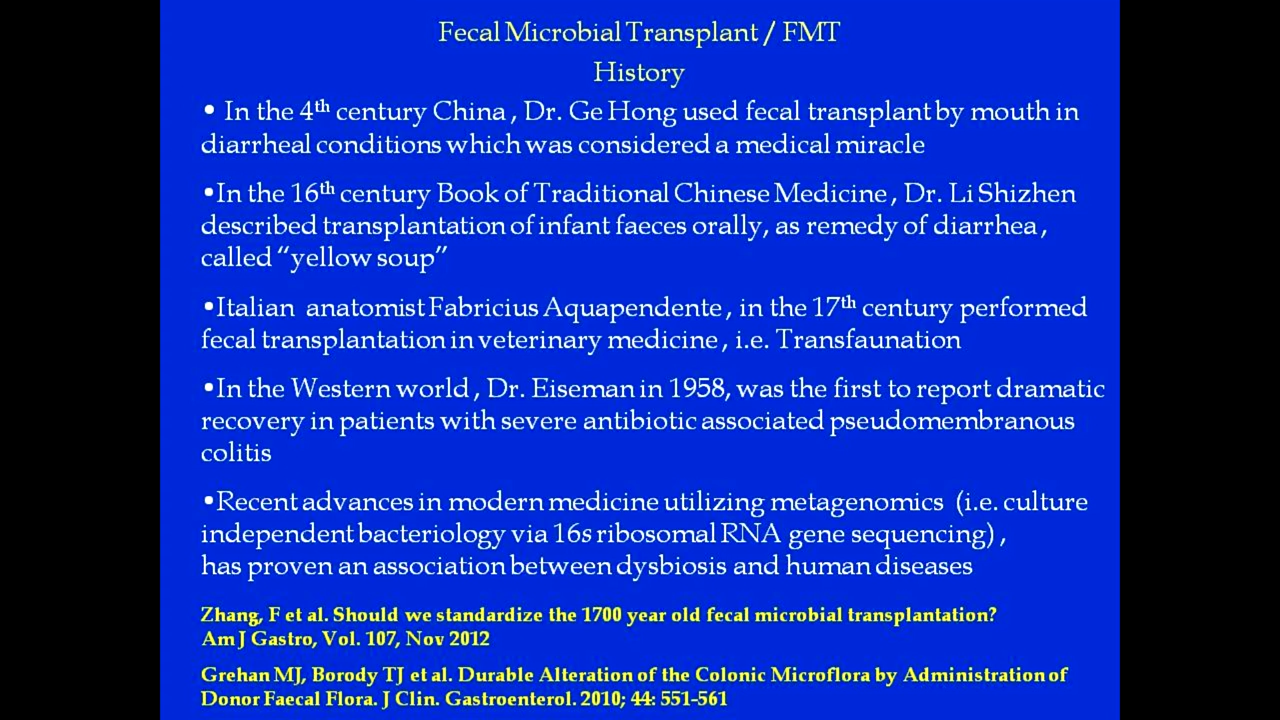 Fecal Microbial Transplant / FMT
History
• In the 4th century China , Dr. Ge Hong used fecal transplant by mouth in
diarrheal conditions which was considered a medical miracle
•In the 16th century Book of Traditional Chinese Medicine , Dr. Li Shizhen
described transplantation of infant faeces orally, as remedy of diarrhea ,
called “yellow soup”
•Italian anatomist Fabricius Aquapendente , in the 17th century performed
fecal transplantation in veterinary medicine , i.e. Transfaunation
•In the Western world , Dr. Eiseman in 1958, was the first to report dramatic
recovery in patients with severe antibiotic associated pseudomembranous
colitis
•Recent advances in modern medicine utilizing metagenomics (i.e. culture
independent bacteriology via 16s ribosomal RNA gene sequencing) ,
has proven an association between dysbiosis and human diseases
Zhang, F et al. Should we standardize the 1700 year old fecal microbial transplantation?
Am J Gastro, Vol. 107, Nov 2012
Grehan MJ, Borody TJ et al. Durable Alteration of the Colonic Microflora by Administration of
Donor Faecal Flora. J Clin. Gastroenterol. 2010; 44: 551-561